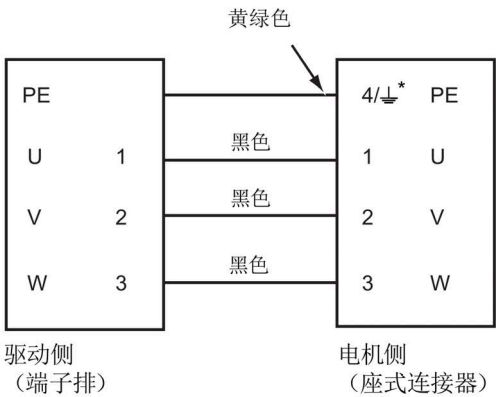 黄绿色
PE 4/⏚* PE
黑色
U 1 1 U
黑色
V 2 2 V
黑色
W 3 3 W
驱动侧 电机侧
（端子排） （座式连接器）